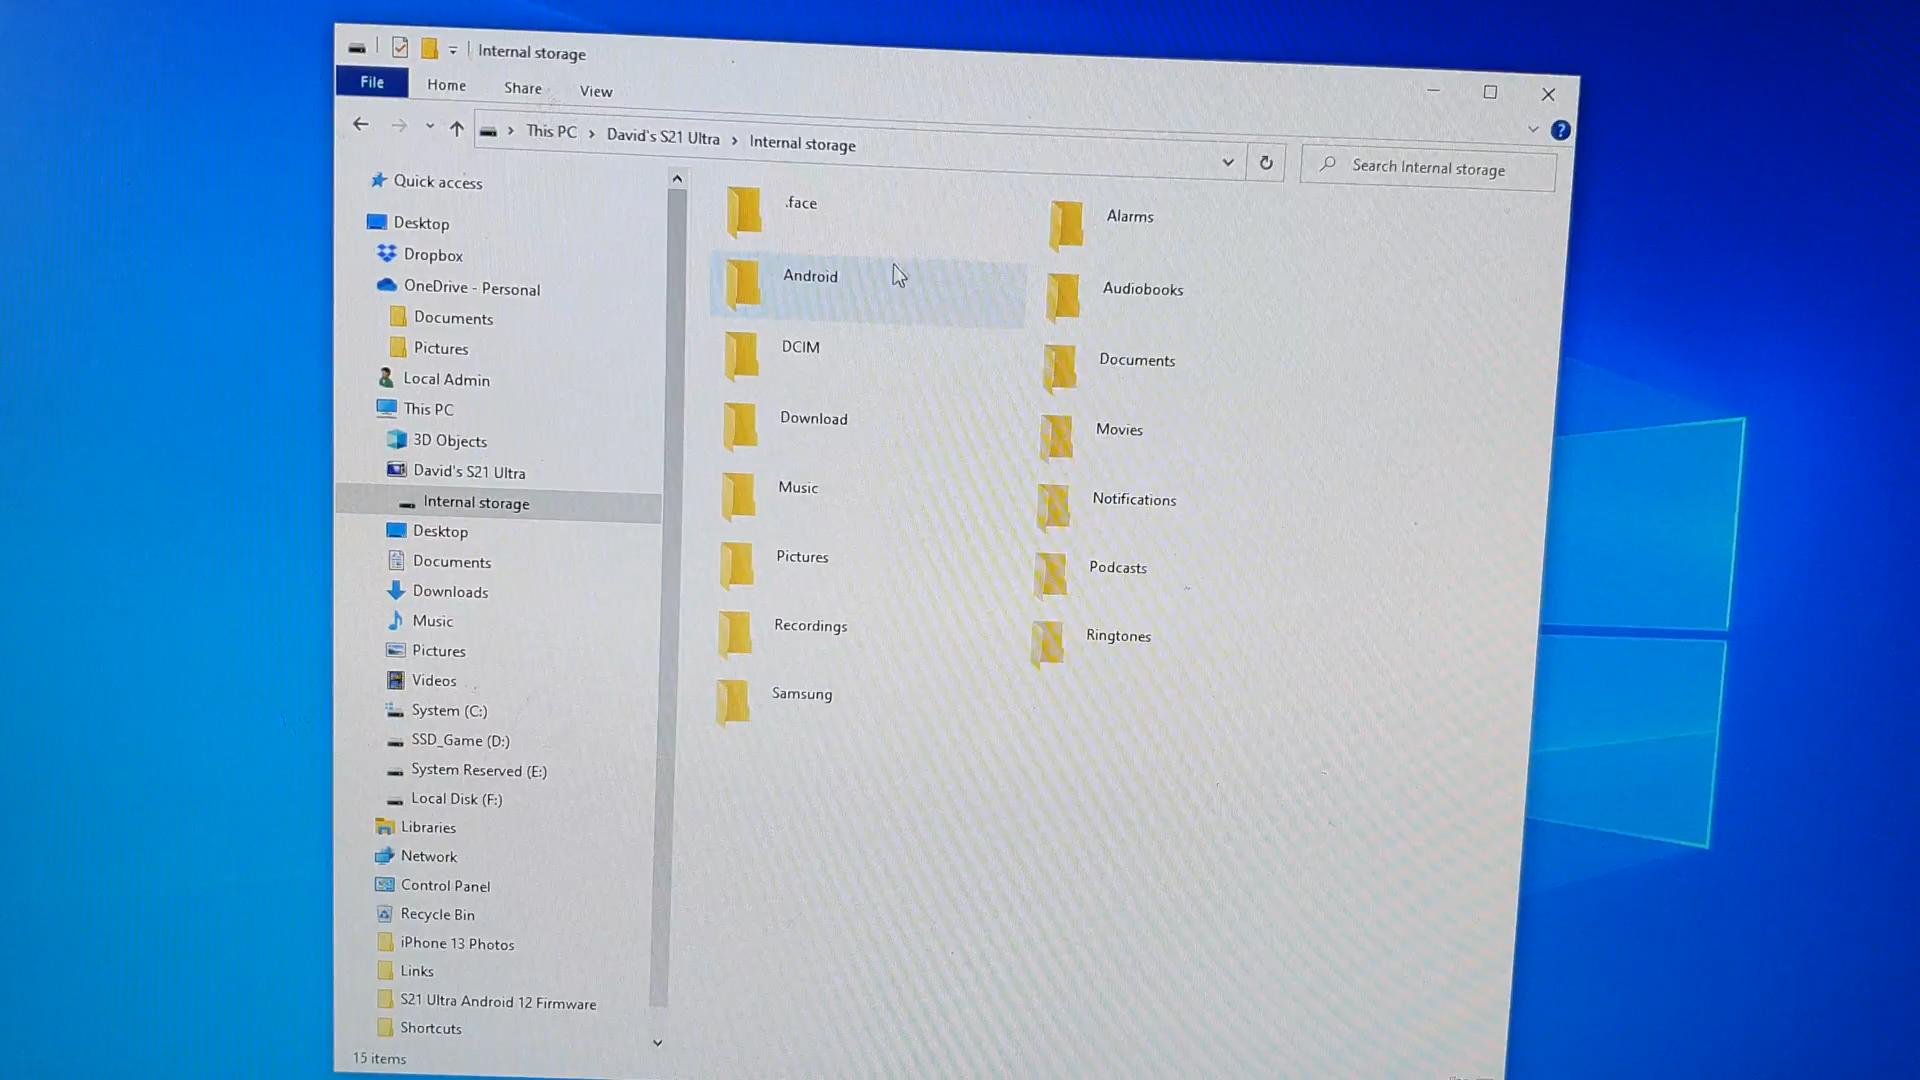 Internal storage
File Home Share View
This PC > David's S21 Ultra > Internal storage
Search Internal storage
Quick access
Desktop
Dropbox
OneDrive - Personal
Documents
Pictures
Local Admin
This PC
3D Objects
David's S21 Ultra
Internal storage
Desktop
Documents
Downloads
Music
Pictures
Videos
System (C:)
SSD_Game (D:)
System Reserved (E:)
Local Disk (F:)
Libraries
Network
Control Panel
Recycle Bin
iPhone 13 Photos
Links
S21 Ultra Android 12 Firmware
Shortcuts
.face
Android
DCIM
Download
Music
Pictures
Recordings
Samsung
Alarms
Audiobooks
Documents
Movies
Notifications
Podcasts
Ringtones
15 items